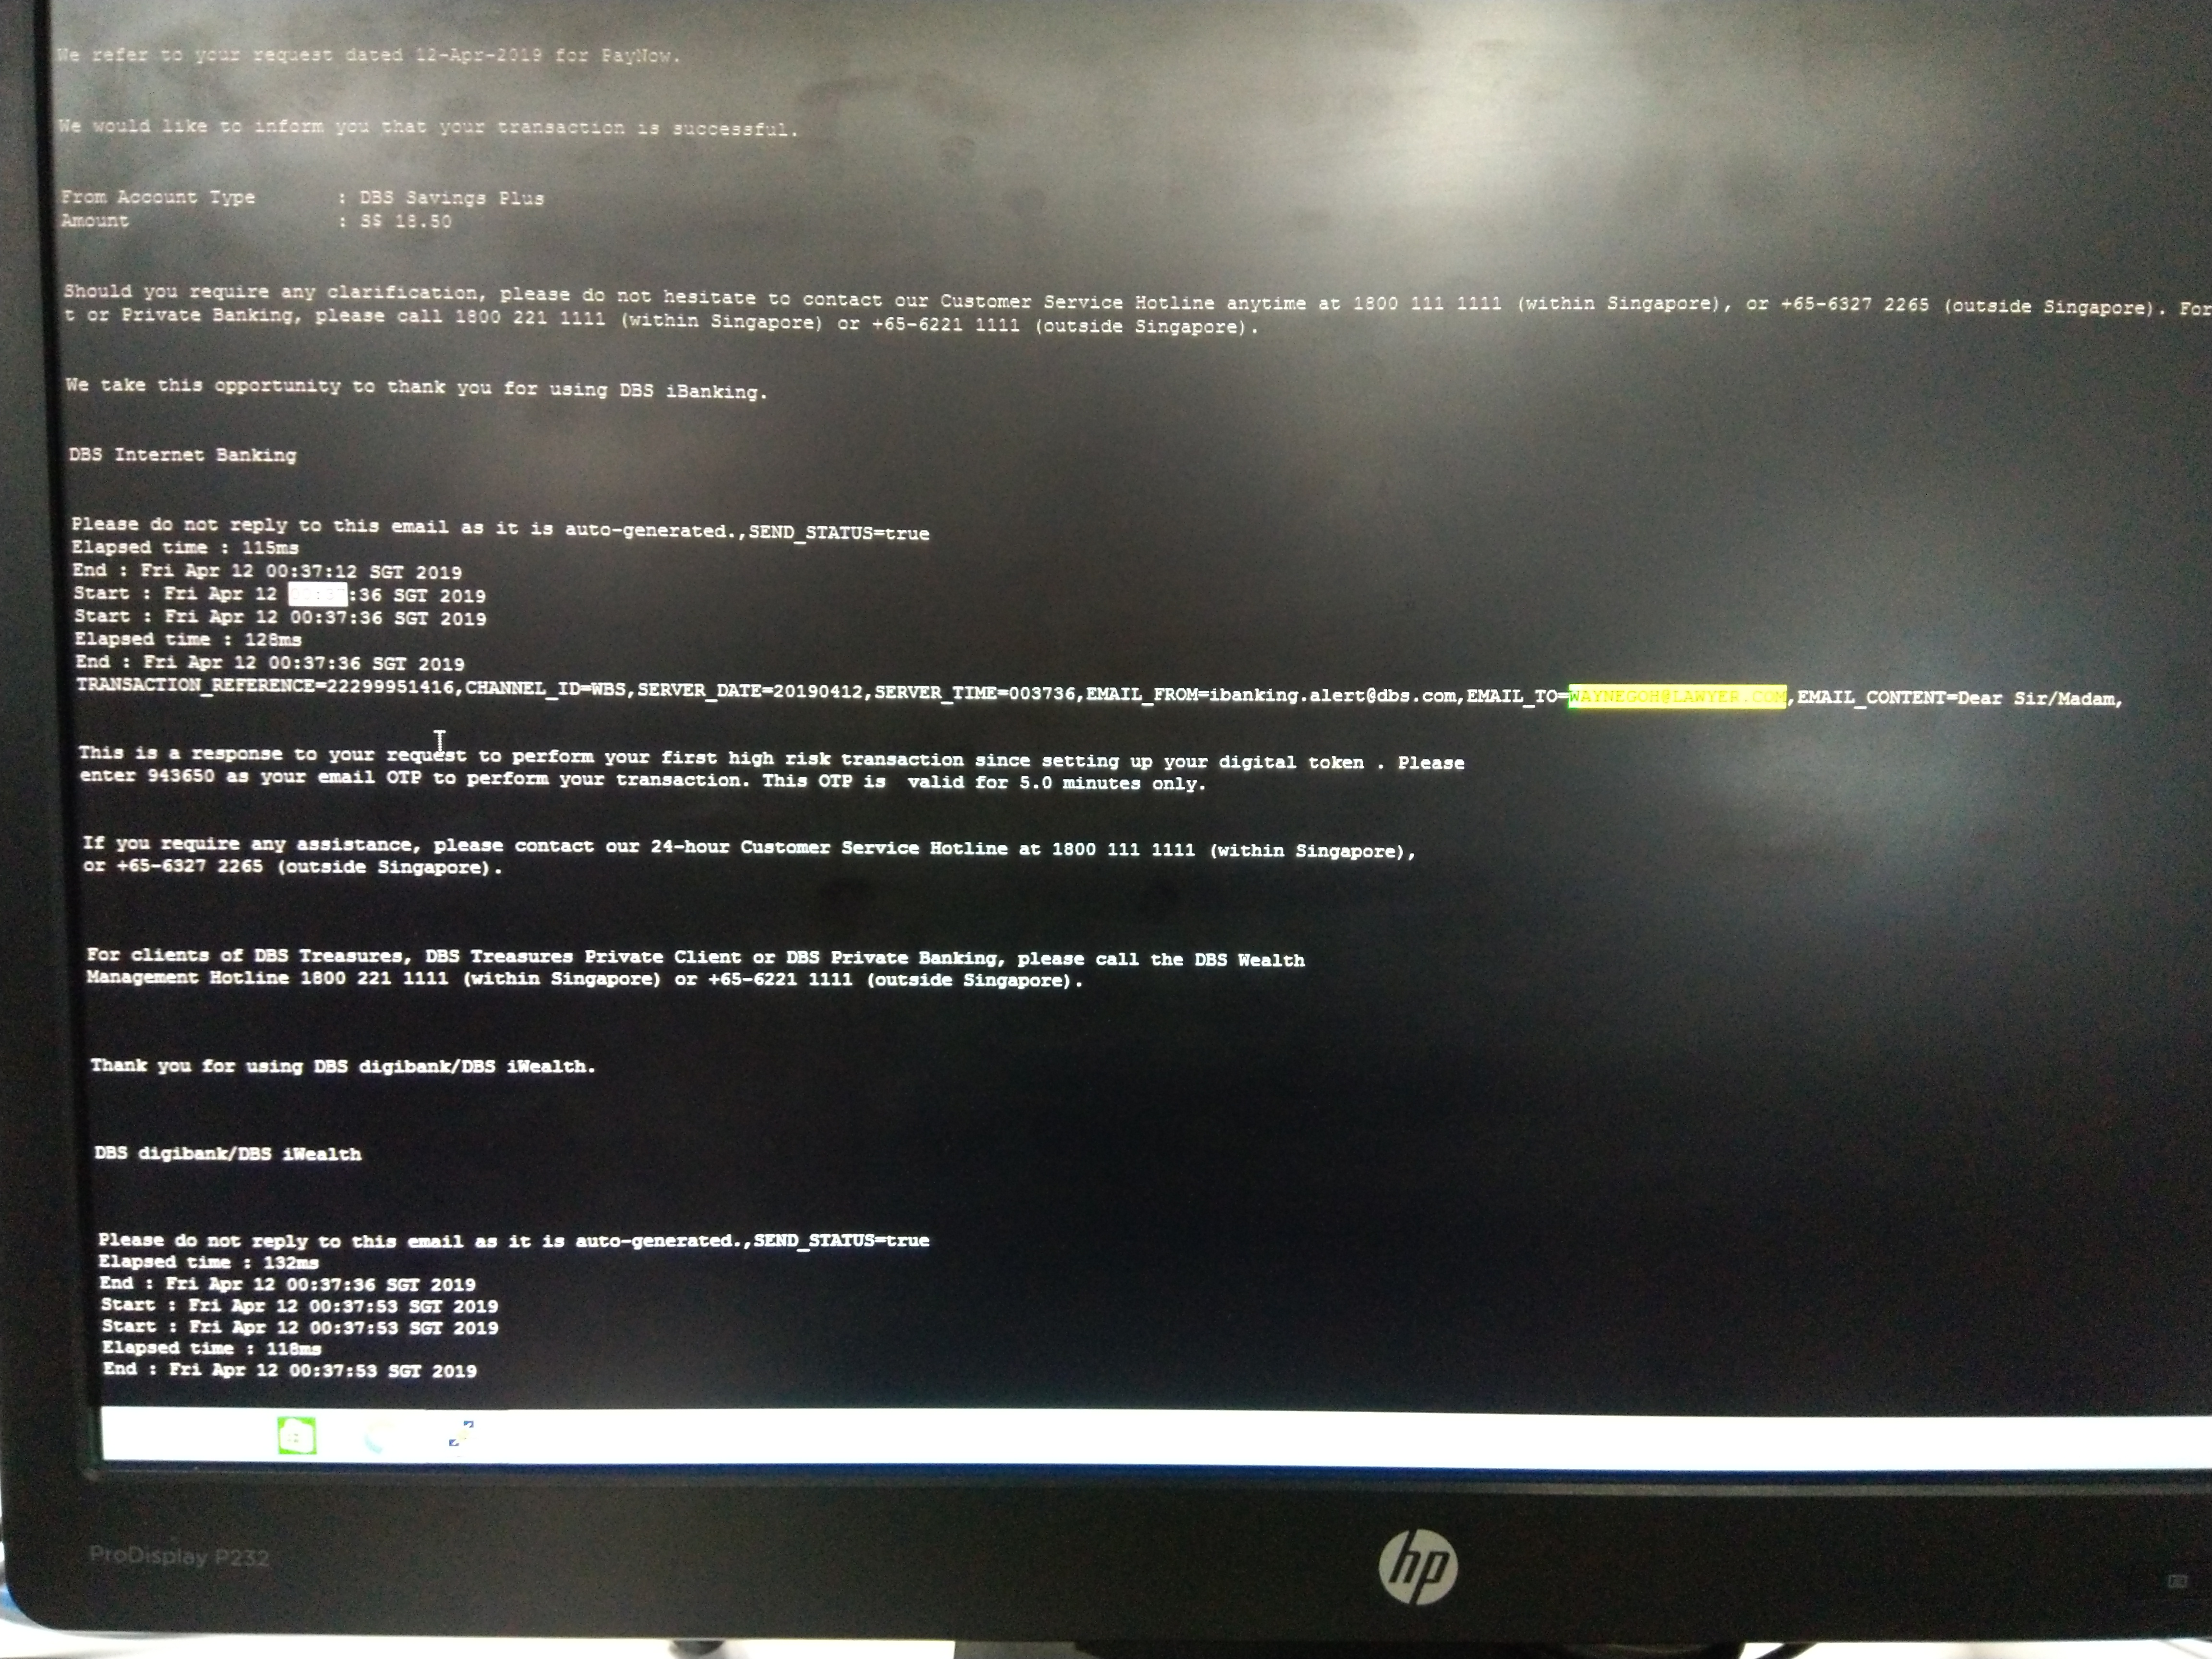 We refer to your request dated 12-Apr-2019 for PayNow.
We would like to inform you that your transaction is successful.
From Account Type : DBS Savings Plus
Amount : S$ 18.50
Should you require any clarification, please do not hesitate to contact our Customer Service Hotline anytime at 1800 111 1111 (within Singapore), or +65-6327 2265 (outside Singapore). For
t or Private Banking, please call 1800 221 1111 (within Singapore) or +65-6221 1111 (outside Singapore).
We take this opportunity to thank you for using DBS iBanking.
DBS Internet Banking
Please do not reply to this email as it is auto-generated.,SEND_STATUS=true
Elapsed time : 115ms
End : Fri Apr 12 00:37:12 SGT 2019
Start : Fri Apr 12 00:37:36 SGT 2019
Start : Fri Apr 12 00:37:36 SGT 2019
Elapsed time : 128ms
End : Fri Apr 12 00:37:36 SGT 2019
TRANSACTION_REFERENCE=22299951416,CHANNEL_ID=WBS,SERVER_DATE=20190412,SERVER_TIME=003736,EMAIL_FROM=ibanking.alert@dbs.com,EMAIL_TO=WAYNEGOH@LAWYER.COM,EMAIL_CONTENT=Dear Sir/Madam,
This is a response to your request to perform your first high risk transaction since setting up your digital token . Please
enter 943650 as your email OTP to perform your transaction. This OTP is  valid for 5.0 minutes only.
If you require any assistance, please contact our 24-hour Customer Service Hotline at 1800 111 1111 (within Singapore),
or +65-6327 2265 (outside Singapore).
For clients of DBS Treasures, DBS Treasures Private Client or DBS Private Banking, please call the DBS Wealth
Management Hotline 1800 221 1111 (within Singapore) or +65-6221 1111 (outside Singapore).
Thank you for using DBS digibank/DBS iWealth.
DBS digibank/DBS iWealth
Please do not reply to this email as it is auto-generated.,SEND_STATUS=true
Elapsed time : 132ms
End : Fri Apr 12 00:37:36 SGT 2019
Start : Fri Apr 12 00:37:53 SGT 2019
Start : Fri Apr 12 00:37:53 SGT 2019
Elapsed time : 118ms
End : Fri Apr 12 00:37:53 SGT 2019
ProDisplay P232
hp